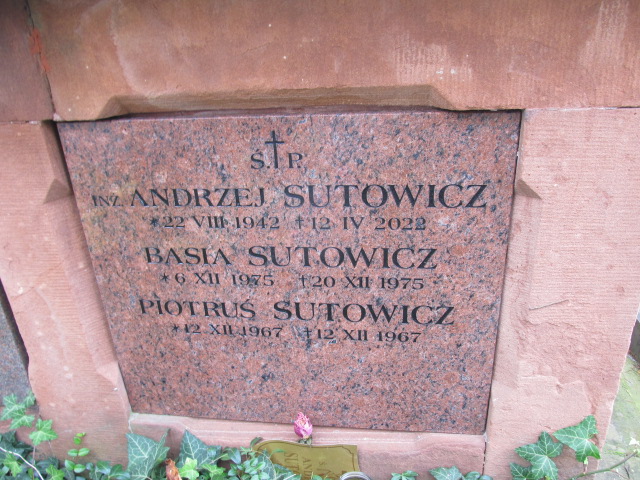 Ś.†P.
INŻ. ANDRZEJ SUTOWICZ
*22 VIII 1942 †12 IV 2022
BASIA SUTOWICZ
*6 XII 1975 †20 XII 1975
PIOTRUŚ SUTOWICZ
*12 XII 1967 †12 XII 1967